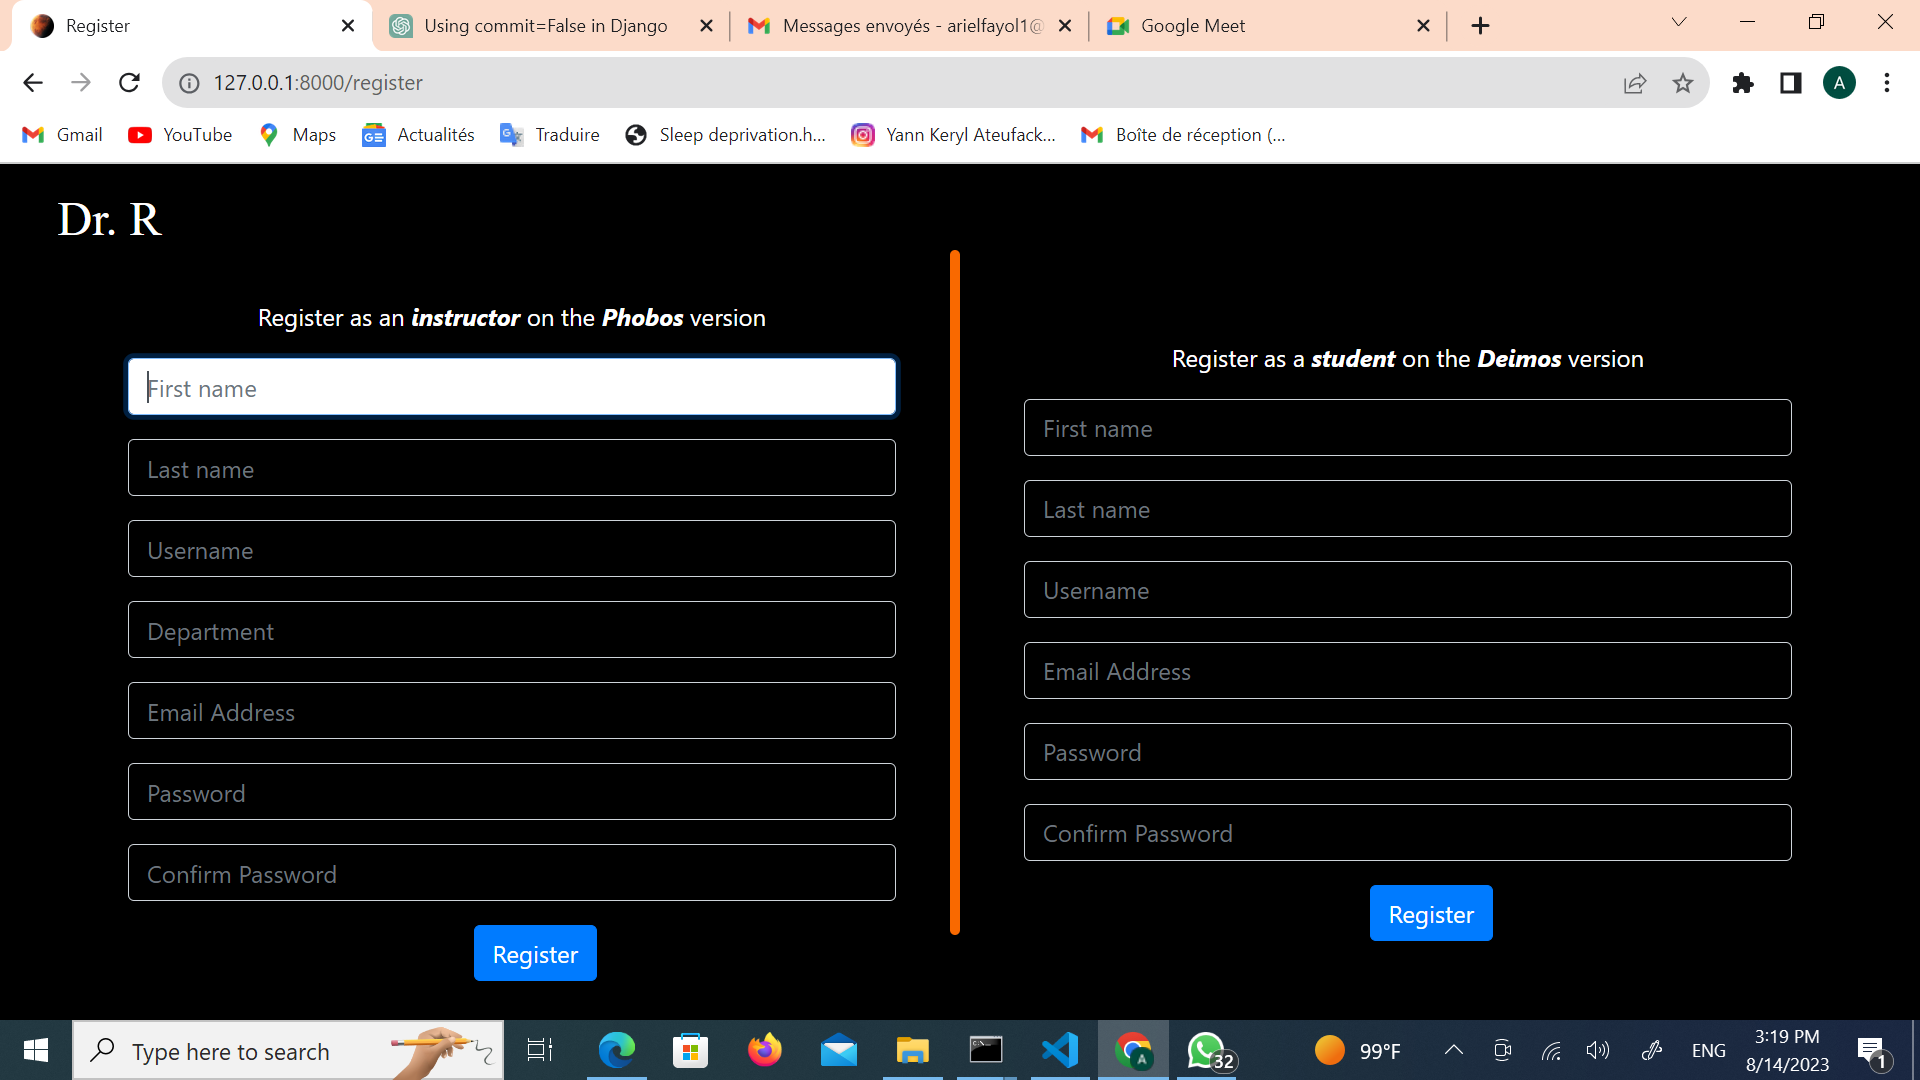 Register
Using commit=False in Django
Messages envoyés - arielfayol1@
Google Meet
127.0.0.1:8000/register
A
Gmail
YouTube
Maps
Actualités
Traduire
Sleep deprivation.h...
Yann Keryl Ateufack...
Boîte de réception (...
Dr. R
Register as an instructor on the Phobos version
First name
Last name
Username
Department
Email Address
Password
Confirm Password
Register
Register as a student on the Deimos version
First name
Last name
Username
Email Address
Password
Confirm Password
Register
Type here to search
A
32
99°F
ENG
3:19 PM
8/14/2023
1